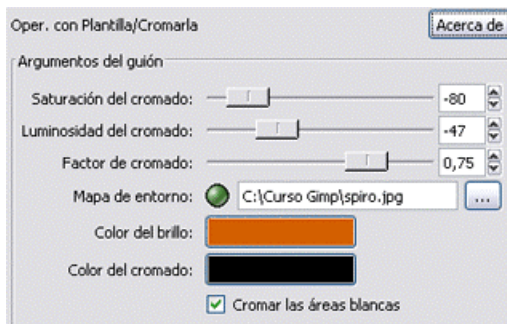 Oper. con Plantilla/Cromarla Acerca de
Argumentos del guión
Saturación del cromado: -80
Luminosidad del cromado: -47
Factor de cromado: 0,75
Mapa de entorno: C:\Curso Gimp\spiro.jpg ...
Color del brillo:
Color del cromado:
Cromar las áreas blancas